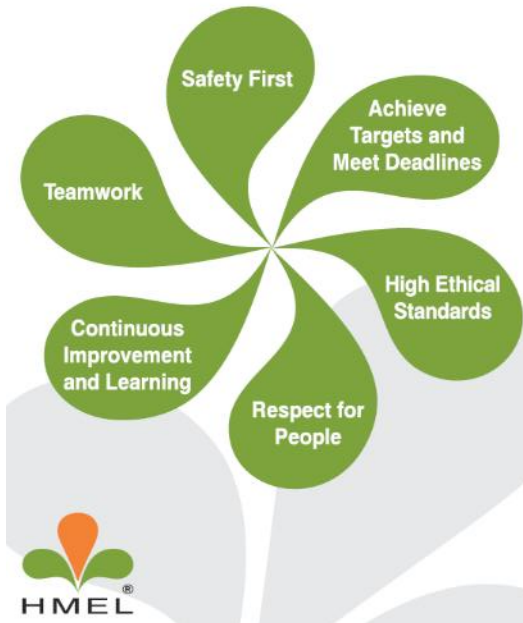 Safety First
Achieve
Targets and
Meet Deadlines
Teamwork
High Ethical
Standards
Continuous
Improvement
and Learning
Respect for
People
HMEL®